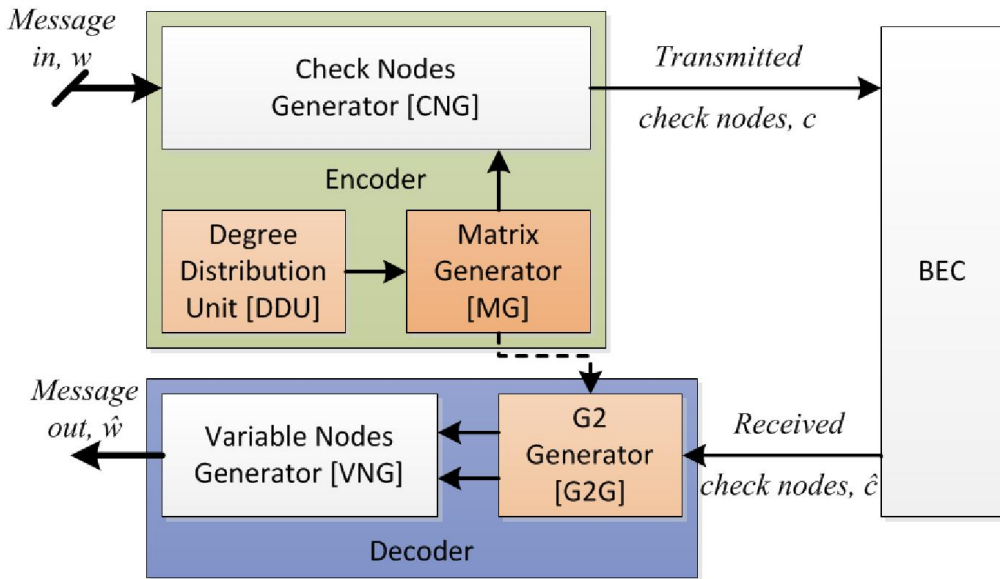 Message
in, w
Check Nodes
Generator [CNG]
Transmitted
check nodes, c
Encoder
Degree
Distribution
Unit [DDU]
Matrix
Generator
[MG]
BEC
Message
out, ŵ
Variable Nodes
Generator [VNG]
G2
Generator
[G2G]
Received
check nodes, ĉ
Decoder